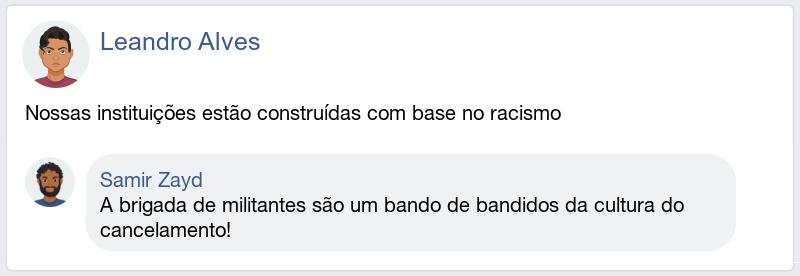 Leandro Alves
Nossas instituições estão construídas com base no racismo
Samir Zayd
A brigada de militantes são um bando de bandidos da cultura do
cancelamento!